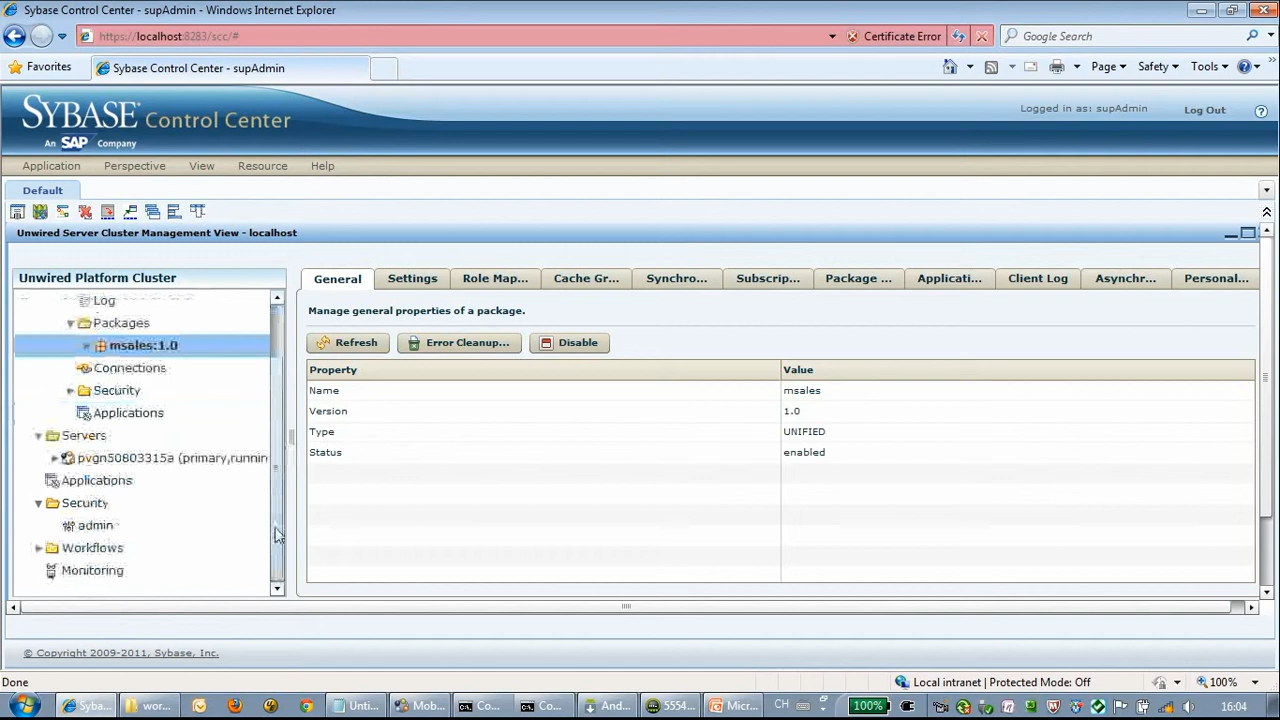 Sybase Control Center - supAdmin - Windows Internet Explorer
https://localhost:8283/scc/#
Certificate Error
Google Search
Favorites
Sybase Control Center - supAdmin
Page
Safety
Tools
SYBASE Control Center
An SAP Company
Logged in as: supAdmin
Log Out
Application
Perspective
View
Resource
Help
Default
Unwired Server Cluster Management View - localhost
Unwired Platform Cluster
Log
Packages
msales:1.0
Connections
Security
Applications
Servers
pvgn50803315a (primary,runnin
Applications
Security
admin
Workflows
Monitoring
General
Settings
Role Map...
Cache Gr...
Synchro...
Subscrip...
Package ...
Applicati...
Client Log
Asynchr...
Personal...
Manage general properties of a package.
Refresh
Error Cleanup...
Disable
Property Value
Name msales
Version 1.0
Type UNIFIED
Status enabled
© Copyright 2009-2011, Sybase, Inc.
Done
Local intranet | Protected Mode: Off
100%
Syba...
wor...
Unti...
Mob...
Co...
Co...
And...
5554...
Micr...
CH
100%
16:04